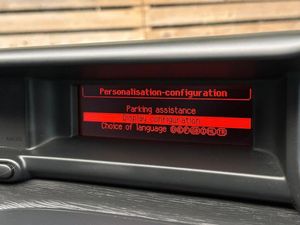 Personalisation-configuration
Parking assistance
Display configuration
Choice of language